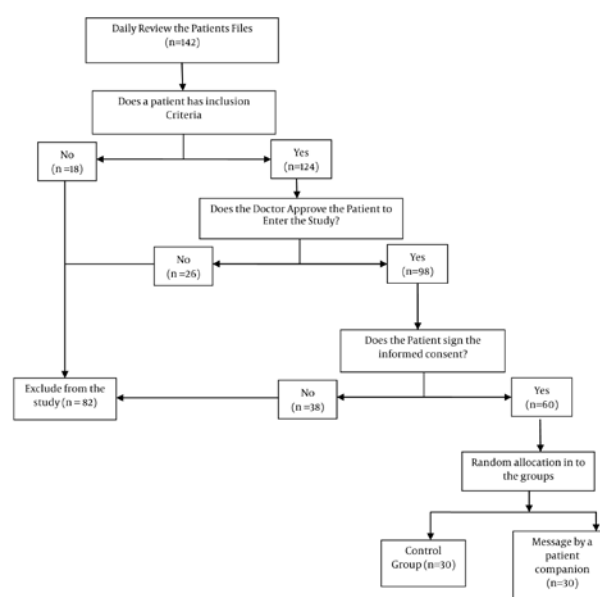 Daily Review the Patients Files
(n=142)
Does a patient has inclusion
Criteria
No
(n=18)
Yes
(n=124)
Does the Doctor Approve the Patient to
Enter the Study?
No
(n=26)
Yes
(n=98)
Does the Patient sign the
informed consent?
Exclude from the
study (n = 82)
No
(n=38)
Yes
(n=60)
Random allocation in to
the groups
Control
Group (n=30)
Message by a
patient
companion
(n=30)